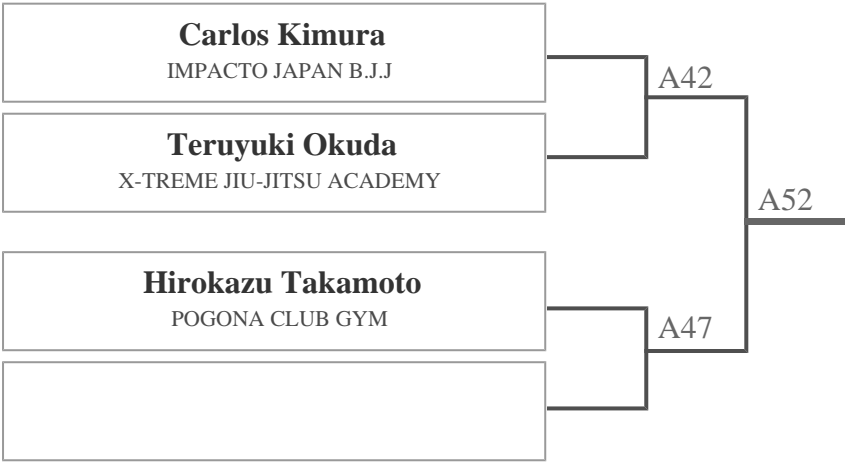 Carlos Kimura
IMPACTO JAPAN B.J.J
A42
Teruyuki Okuda
X-TREME JIU-JITSU ACADEMY
A52
Hirokazu Takamoto
POGONA CLUB GYM
A47